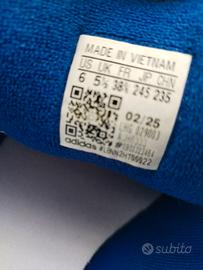 MADE IN VIETNAM
US UK FR JP CHN
6 5½ 38⅔ 245 235
02/25
adidas
subito